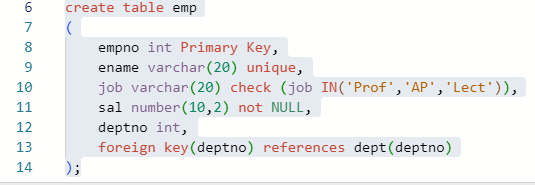 6 create table emp
7 (
8 empno int Primary Key,
9 ename varchar(20) unique,
10 job varchar(20) check (job IN('Prof','AP','Lect')),
11 sal number(10,2) not NULL,
12 deptno int,
13 foreign key(deptno) references dept(deptno)
14 );